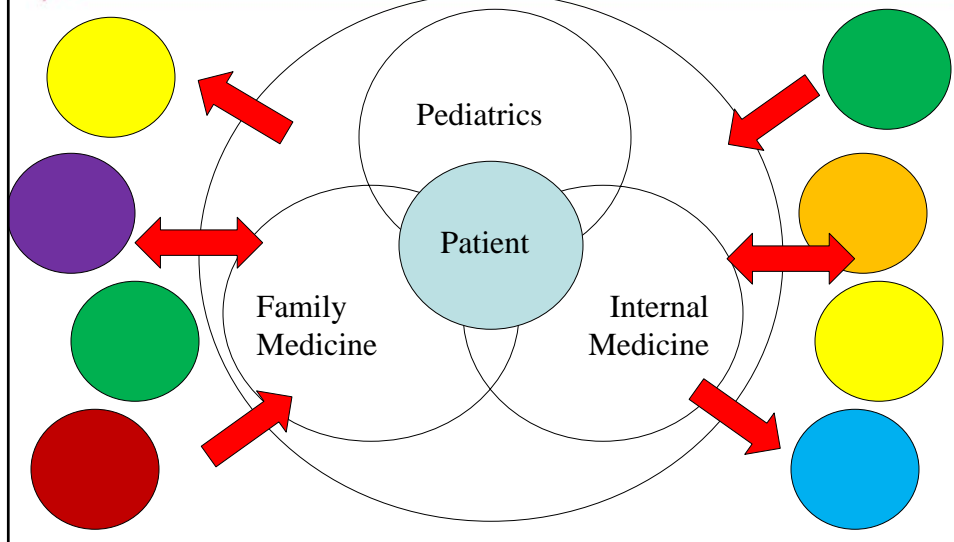 Pediatrics
Patient
Family
Medicine
Internal
Medicine